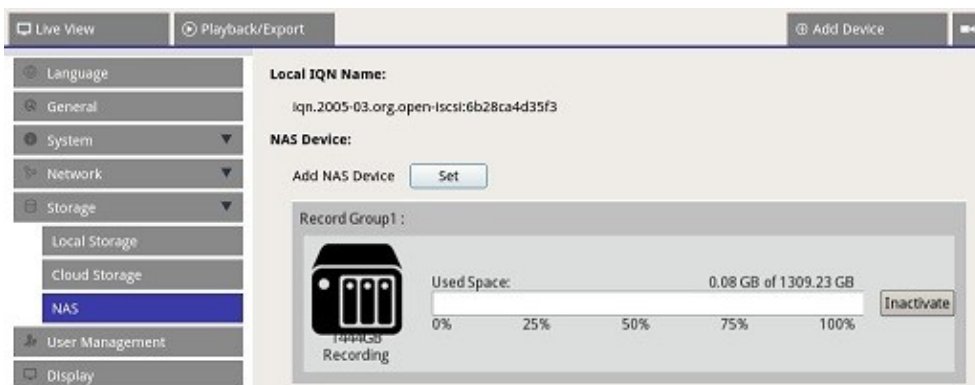 Live View
Playback/Export
Add Device
Language
General
System
Network
Storage
Local Storage
Cloud Storage
NAS
User Management
Display
Local IQN Name:
iqn.2005-03.org.open-iscsi:6b28ca4d35f3
NAS Device:
Add NAS Device Set
Record Group1 :
1444GB
Recording
Used Space: 0.08 GB of 1309.23 GB
0% 25% 50% 75% 100%
Inactivate